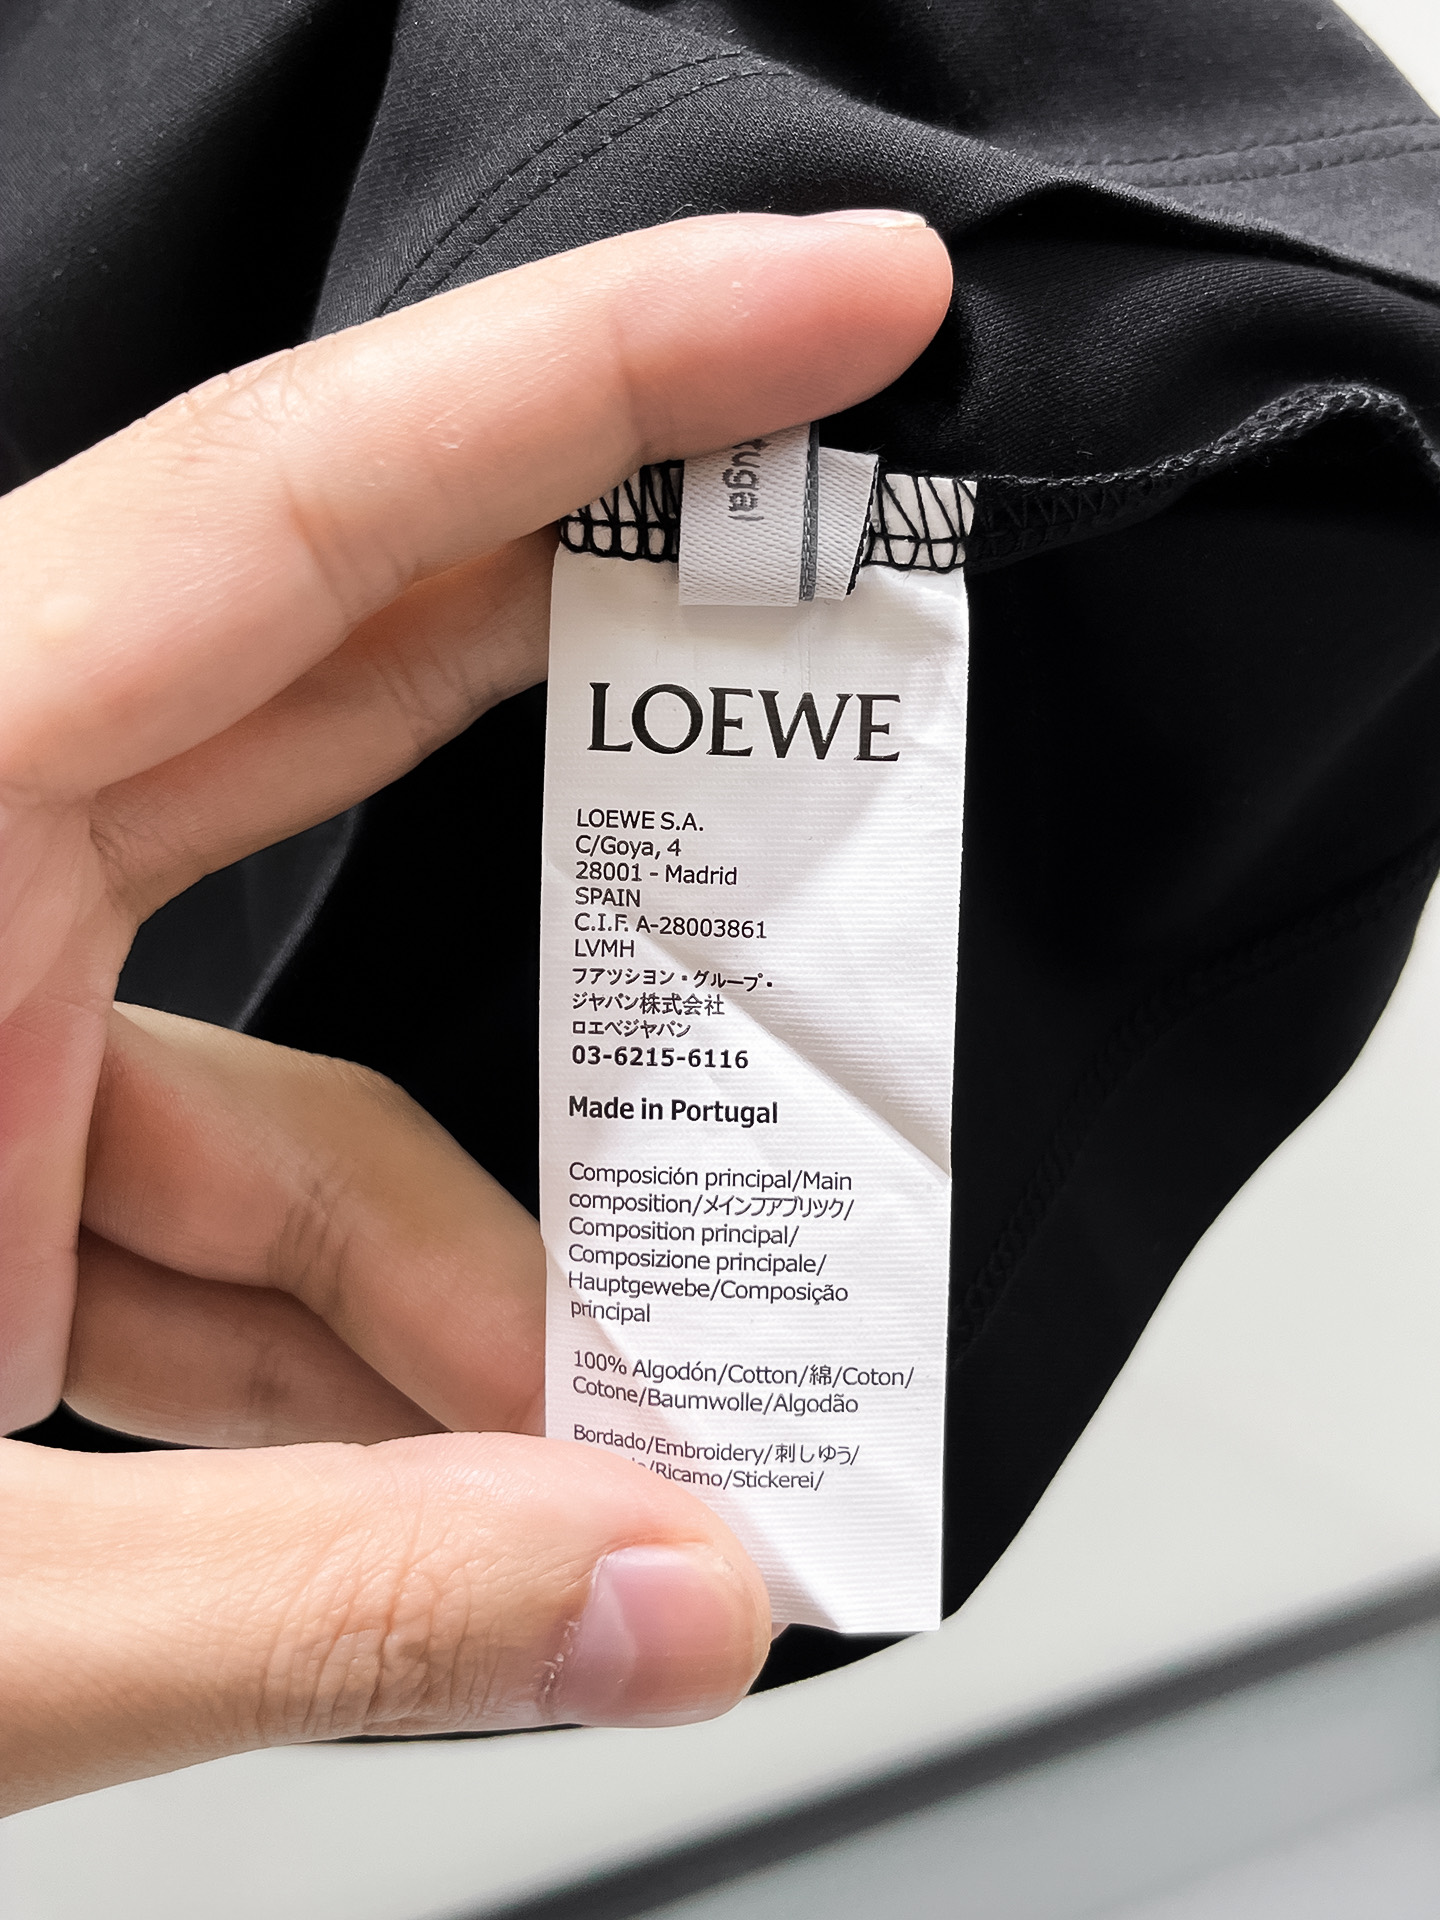 tugal
LOEWE
LOEWE S.A.
C/Goya, 4
28001 - Madrid
SPAIN
C.I.F. A-28003861
LVMH
フアツシヨン・グループ・
ジヤパン株式会社
ロエベジヤパン
03-6215-6116
Made in Portugal
Composición principal/Main
composition/メインファブリック/
Composition principal/
Composizione principale/
Hauptgewebe/Composição
principal
100% Algodón/Cotton/綿/Coton/
Cotone/Baumwolle/Algodão
Bordado/Embroidery/刺しゆう/
/Ricamo/Stickerei/